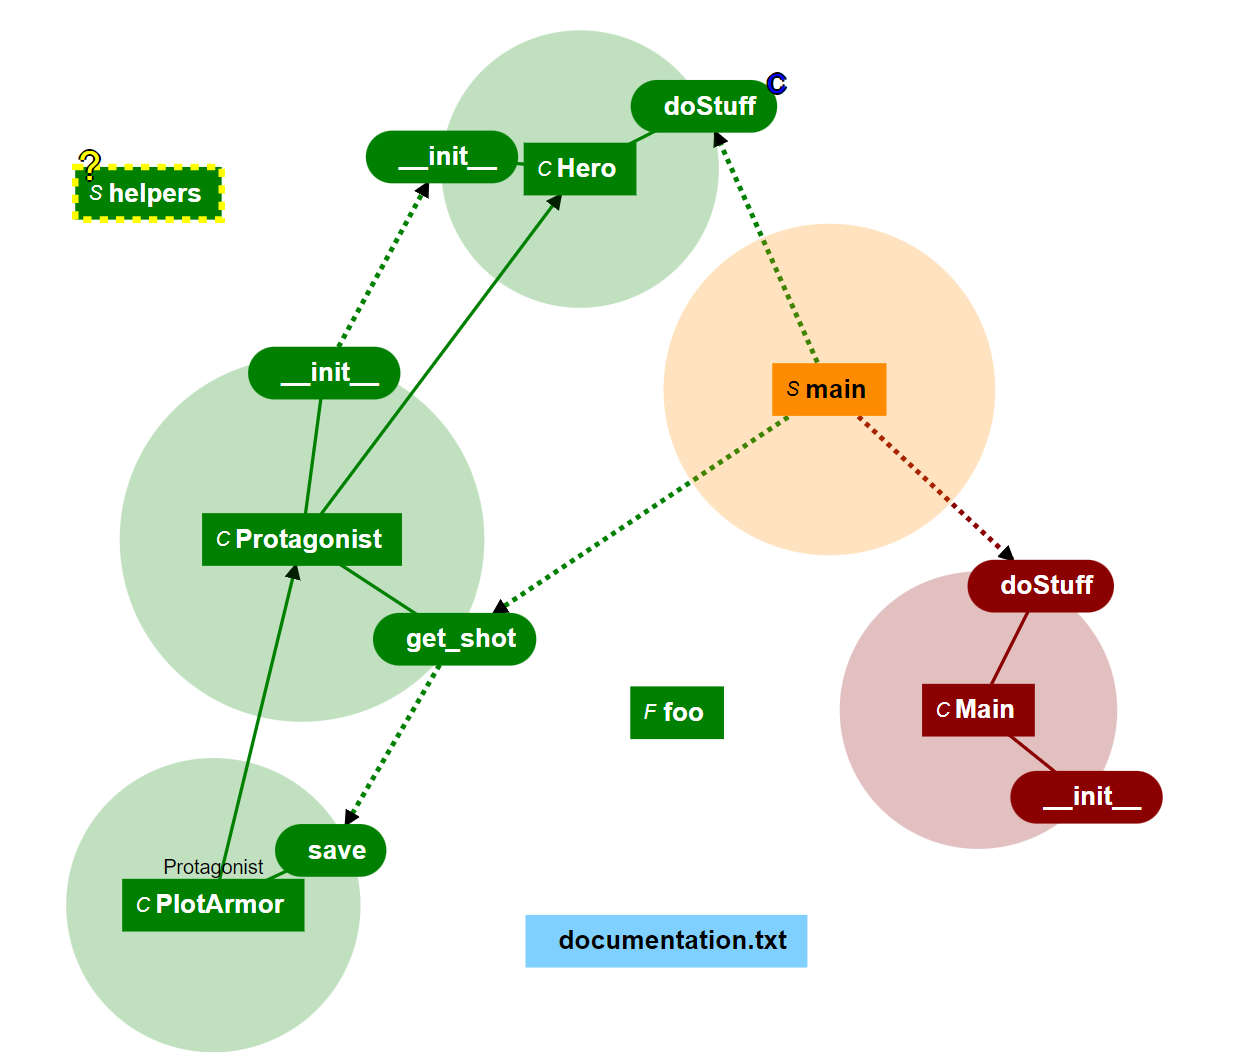 doStuff
C
__init__
C Hero
?
S helpers
__init__
S main
C Protagonist
doStuff
get_shot
F foo
C Main
__init__
save
Protagonist
C PlotArmor
documentation.txt